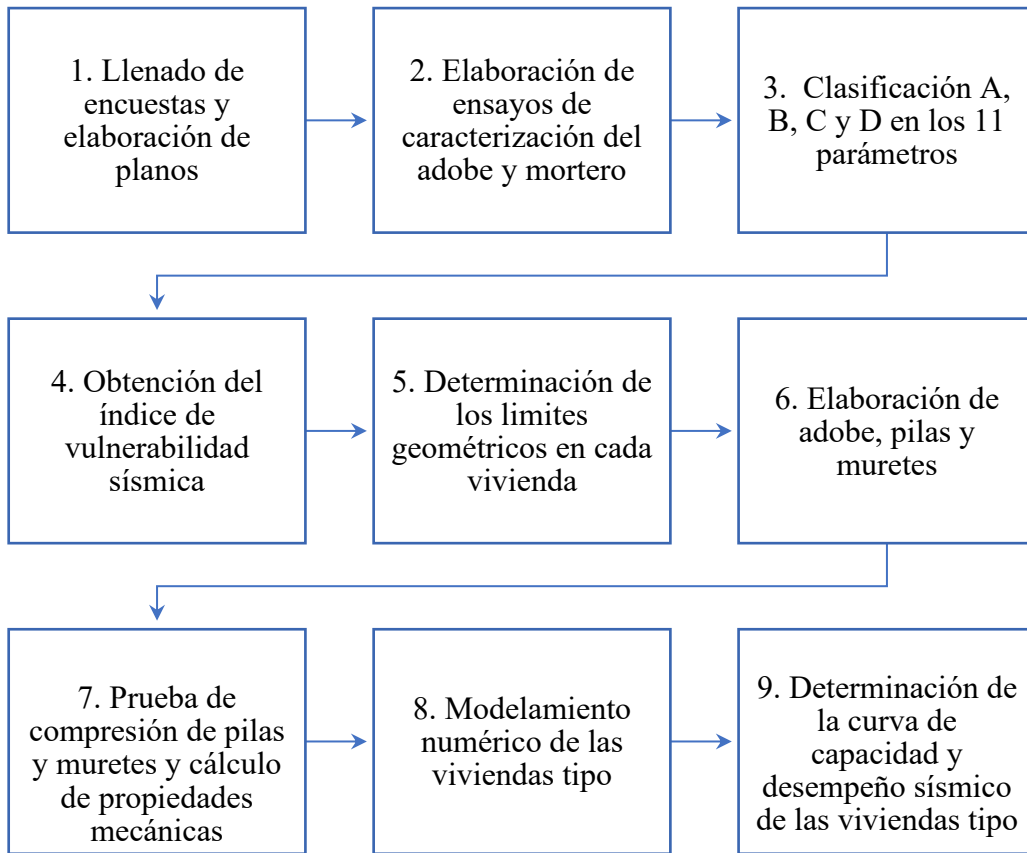 1. Llenado de
encuestas y
elaboración de
planos
2. Elaboración de
ensayos de
caracterización del
adobe y mortero
3. Clasificación A,
B, C y D en los 11
parámetros
4. Obtención del
índice de
vulnerabilidad
sísmica
5. Determinación de
los limites
geométricos en cada
vivienda
6. Elaboración de
adobe, pilas y
muretes
7. Prueba de
compresión de pilas
y muretes y cálculo
de propiedades
mecánicas
8. Modelamiento
numérico de las
viviendas tipo
9. Determinación de
la curva de
capacidad y
desempeño sísmico
de las viviendas tipo